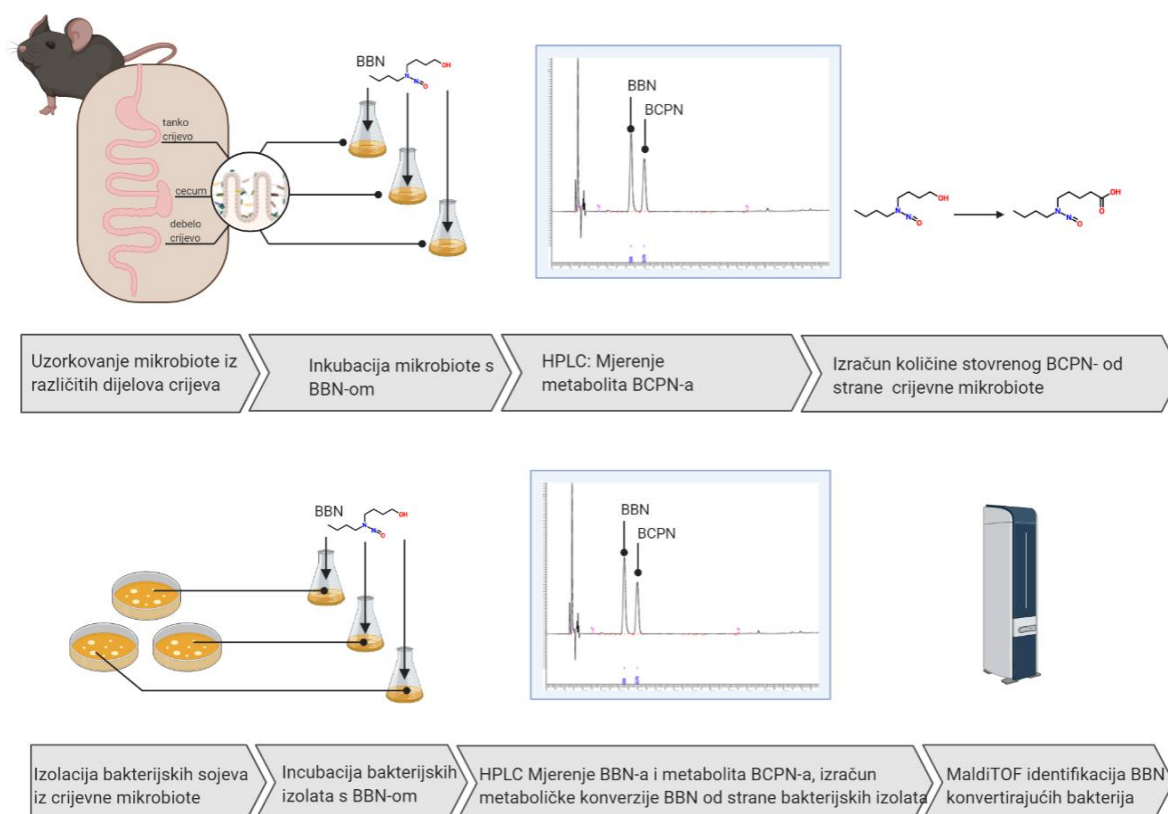 BBN
OH
N
N
O
tanko
crijevo
cecum
debelo
crijevo
BBN
BCPN
OH
N
N
O
OH
O
N
N
O
Uzorkovanje mikrobiote iz
različitih dijelova crijeva
Inkubacija mikrobiote s
BBN-om
HPLC: Mjerenje
metabolita BCPN-a
Izračun količine stovrenog BCPN- od
strane crijevne mikrobiote
BBN
OH
N
N
O
BBN
BCPN
Izolacija bakterijskih sojeva
iz crijevne mikrobiote
Incubacija bakterijskih
izolata s BBN-om
HPLC Mjerenje BBN-a i metabolita BCPN-a, izračun
metaboličke konverzije BBN od strane bakterijskih izolata
MaldiTOF identifikacija BBN
konvertirajućih bakterija